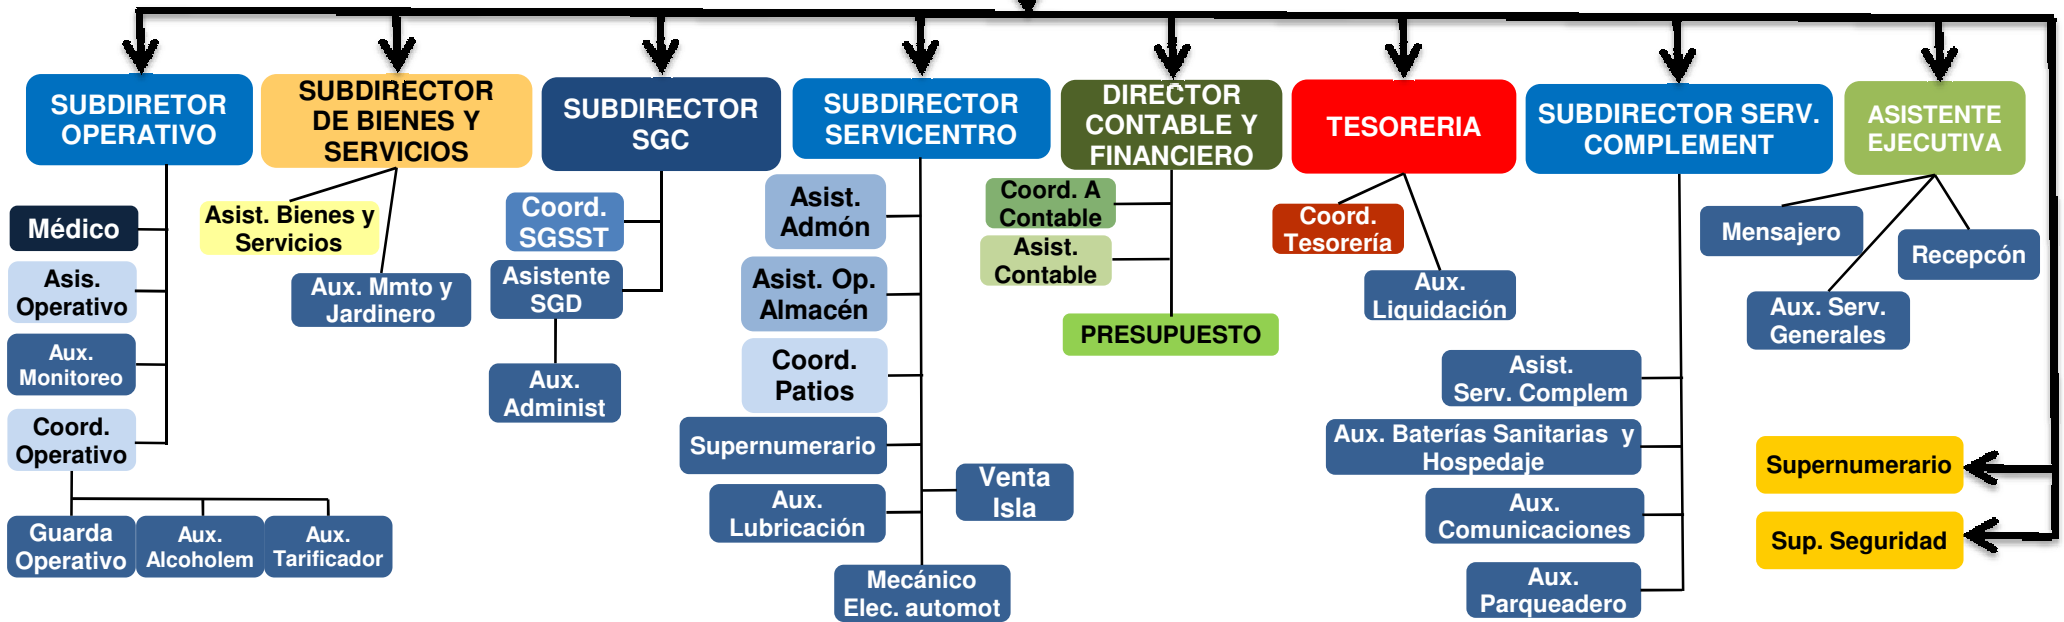 SUBDIRETOR
OPERATIVO
SUBDIRECTOR
DE BIENES Y
SERVICIOS
SUBDIRECTOR
SGC
SUBDIRECTOR
SERVICENTRO
DIRECTOR
CONTABLE Y
FINANCIERO
TESORERIA
SUBDIRECTOR SERV.
COMPLEMENT
ASISTENTE
EJECUTIVA
Médico
Asis.
Operativo
Aux.
Monitoreo
Coord.
Operativo
Guarda
Operativo
Aux.
Alcoholem
Aux.
Tarificador
Asist. Bienes y
Servicios
Aux. Mmto y
Jardinero
Coord.
SGSST
Asistente
SGD
Aux.
Administ
Asist.
Admón
Asist. Op.
Almacén
Coord.
Patios
Supernumerario
Aux.
Lubricación
Venta
Isla
Mecánico
Elec. automot
Coord. A
Contable
Asist.
Contable
PRESUPUESTO
Coord.
Tesorería
Aux.
Liquidación
Asist.
Serv. Complem
Aux. Baterías Sanitarias y
Hospedaje
Aux.
Comunicaciones
Aux.
Parqueadero
Mensajero
Recepcón
Aux. Serv.
Generales
Supernumerario
Sup. Seguridad